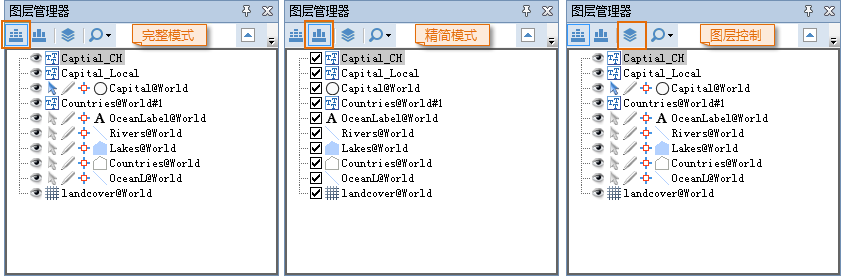 图层管理器
完整模式
Captial_CH
Capital_Local
Capital@World
Countries@World#1
A OceanLabel@World
Rivers@World
Lakes@World
Countries@World
OceanL@World
landcover@World
图层管理器
精简模式
Captial_CH
Capital_Local
Capital@World
Countries@World#1
A OceanLabel@World
Rivers@World
Lakes@World
Countries@World
OceanL@World
landcover@World
图层管理器
图层控制
Captial_CH
Capital_Local
Capital@World
Countries@World#1
A OceanLabel@World
Rivers@World
Lakes@World
Countries@World
OceanL@World
landcover@World